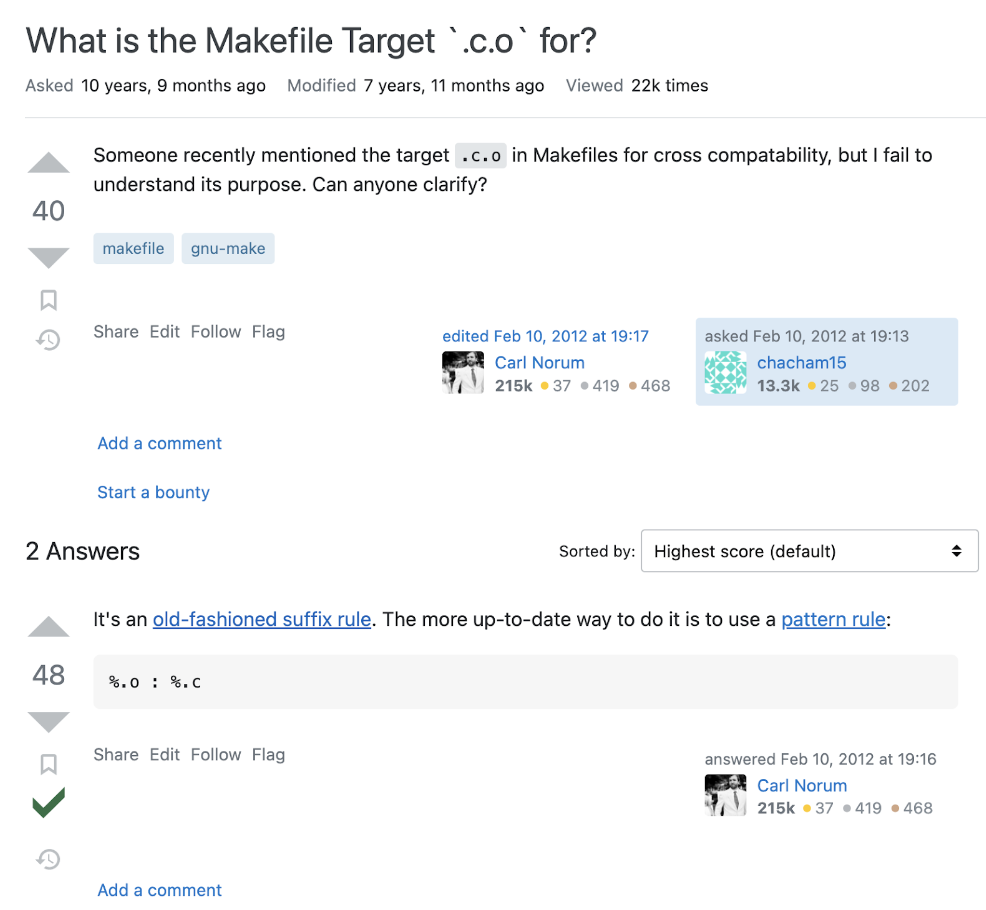 What is the Makefile Target `.c.o` for?
Asked 10 years, 9 months ago Modified 7 years, 11 months ago Viewed 22k times
Someone recently mentioned the target .c.o in Makefiles for cross compatability, but I fail to
understand its purpose. Can anyone clarify?
40
makefile gnu-make
Share Edit Follow Flag
edited Feb 10, 2012 at 19:17
Carl Norum
215k 37 419 468
asked Feb 10, 2012 at 19:13
chacham15
13.3k 25 98 202
Add a comment
Start a bounty
2 Answers
Sorted by: Highest score (default)
It's an old-fashioned suffix rule. The more up-to-date way to do it is to use a pattern rule:
48
%.o : %.c
Share Edit Follow Flag
answered Feb 10, 2012 at 19:16
Carl Norum
215k 37 419 468
Add a comment